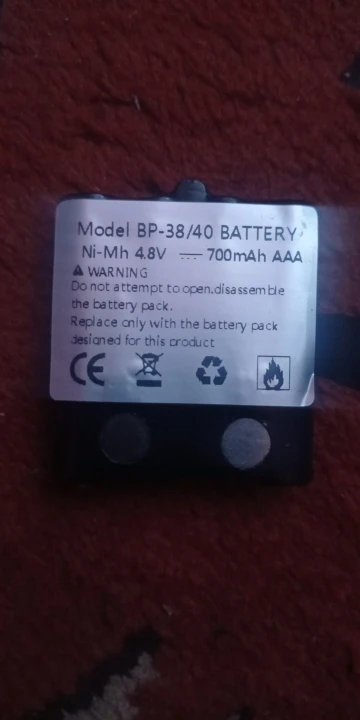 Model BP-38/40 BATTERY
Ni-Mh 4.8V ⎓ 700mAh AAA
⚠ WARNING
Do not attempt to open.disassemble
the battery pack.
Replace only with the battery pack
designed for this product
CE